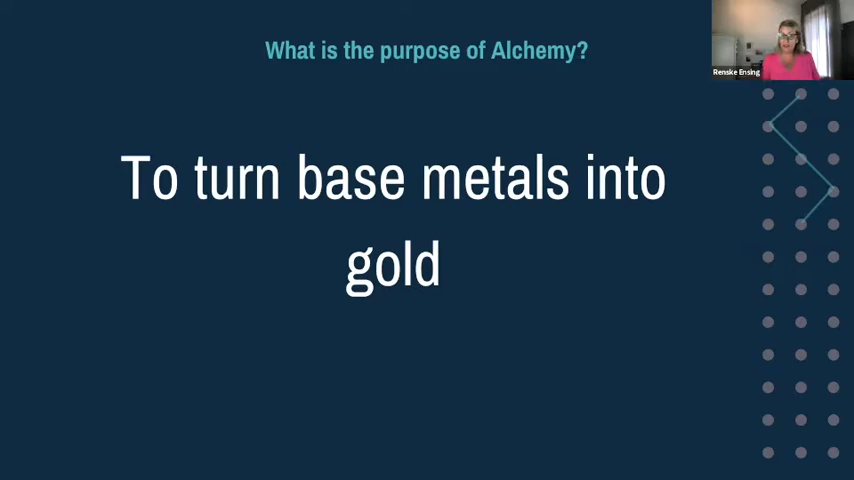 What is the purpose of Alchemy?
Renske Ensing
To turn base metals into
gold